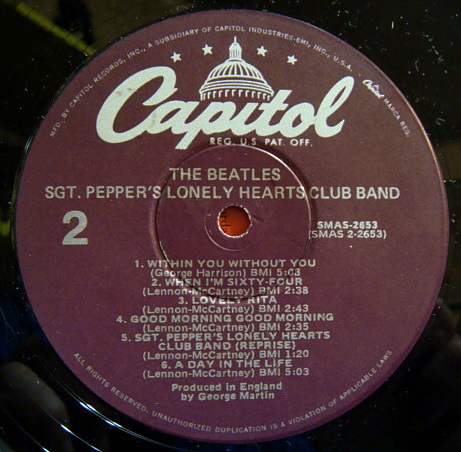 MFD. BY CAPITOL RECORDS, INC., A SUBSIDIARY OF CAPITOL INDUSTRIES-EMI, INC., U.S.A.
Capitol MARCA REG.
Capitol
REG. U.S. PAT. OFF.
THE BEATLES
SGT. PEPPER'S LONELY HEARTS CLUB BAND
2
SMAS-2653
(SMAS 2-2653)
1. WITHIN YOU WITHOUT YOU
(George Harrison) BMI 5:03
2. WHEN I'M SIXTY-FOUR
(Lennon-McCartney) BMI 2:38
3. LOVELY RITA
(Lennon-McCartney) BMI 2:43
4. GOOD MORNING GOOD MORNING
(Lennon-McCartney) BMI 2:35
5. SGT. PEPPER'S LONELY HEARTS
CLUB BAND (REPRISE)
(Lennon-McCartney) BMI 1:20
6. A DAY IN THE LIFE
(Lennon-McCartney) BMI 5:03
Produced in England
by George Martin
ALL RIGHTS RESERVED. UNAUTHORIZED DUPLICATION IS A VIOLATION OF APPLICABLE LAWS